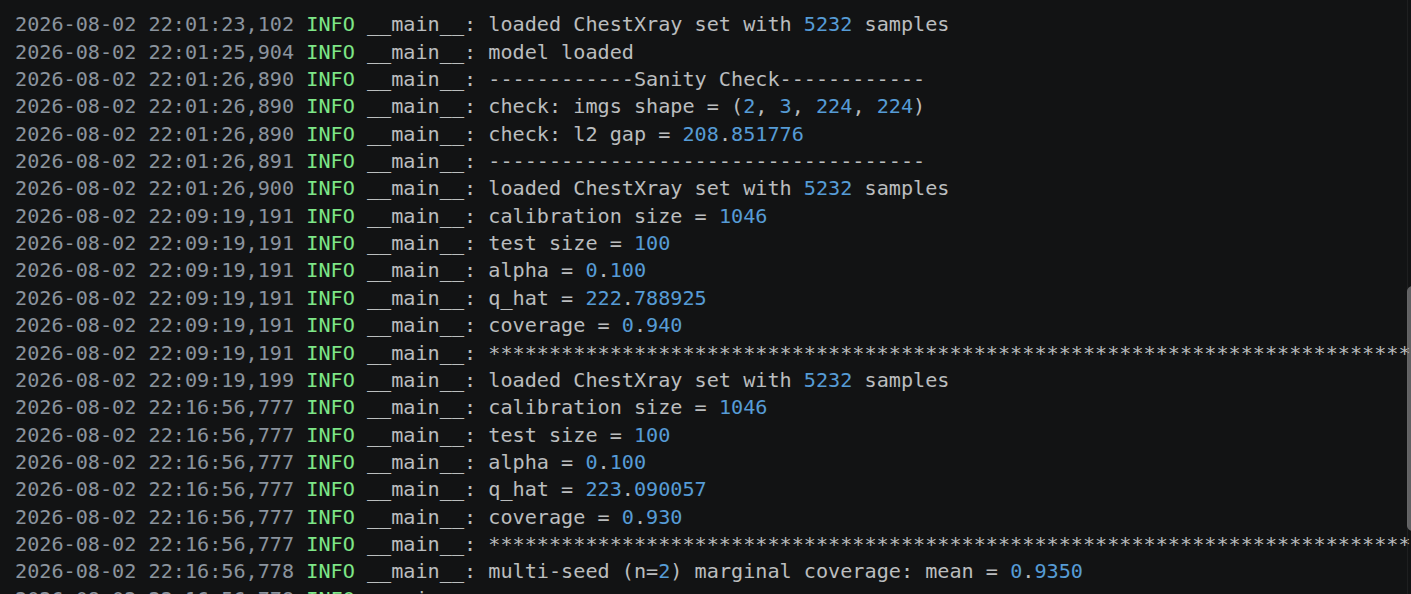 2026-08-02 22:01:23,102 INFO __main__: loaded ChestXray set with 5232 samples
2026-08-02 22:01:25,904 INFO __main__: model loaded
2026-08-02 22:01:26,890 INFO __main__: ------------Sanity Check------------
2026-08-02 22:01:26,890 INFO __main__: check: imgs shape = (2, 3, 224, 224)
2026-08-02 22:01:26,890 INFO __main__: check: l2 gap = 208.851776
2026-08-02 22:01:26,891 INFO __main__: ------------------------------------
2026-08-02 22:01:26,900 INFO __main__: loaded ChestXray set with 5232 samples
2026-08-02 22:09:19,191 INFO __main__: calibration size = 1046
2026-08-02 22:09:19,191 INFO __main__: test size = 100
2026-08-02 22:09:19,191 INFO __main__: alpha = 0.100
2026-08-02 22:09:19,191 INFO __main__: q_hat = 222.788925
2026-08-02 22:09:19,191 INFO __main__: coverage = 0.940
2026-08-02 22:09:19,191 INFO __main__: ****************************************************************************
2026-08-02 22:09:19,199 INFO __main__: loaded ChestXray set with 5232 samples
2026-08-02 22:16:56,777 INFO __main__: calibration size = 1046
2026-08-02 22:16:56,777 INFO __main__: test size = 100
2026-08-02 22:16:56,777 INFO __main__: alpha = 0.100
2026-08-02 22:16:56,777 INFO __main__: q_hat = 223.090057
2026-08-02 22:16:56,777 INFO __main__: coverage = 0.930
2026-08-02 22:16:56,777 INFO __main__: ****************************************************************************
2026-08-02 22:16:56,778 INFO __main__: multi-seed (n=2) marginal coverage: mean = 0.9350